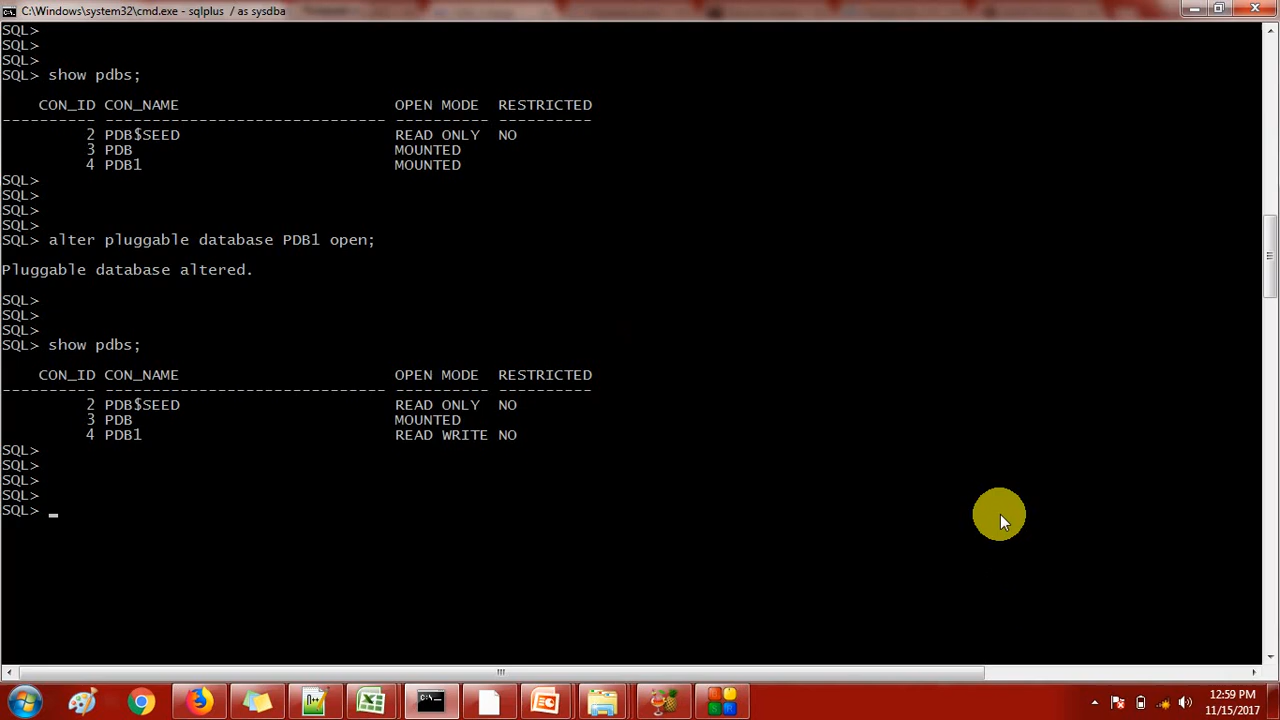 C:\Windows\system32\cmd.exe - sqlplus  / as sysdba
SQL>
SQL>
SQL>
SQL> show pdbs;
    CON_ID CON_NAME                       OPEN MODE  RESTRICTED
---------- ------------------------------ ---------- ----------
         2 PDB$SEED                       READ ONLY  NO
         3 PDB                            MOUNTED
         4 PDB1                           MOUNTED
SQL>
SQL>
SQL>
SQL>
SQL> alter pluggable database PDB1 open;
Pluggable database altered.
SQL>
SQL>
SQL>
SQL> show pdbs;
    CON_ID CON_NAME                       OPEN MODE  RESTRICTED
---------- ------------------------------ ---------- ----------
         2 PDB$SEED                       READ ONLY  NO
         3 PDB                            MOUNTED
         4 PDB1                           READ WRITE NO
SQL>
SQL>
SQL>
SQL>
SQL> _
12:59 PM
11/15/2017